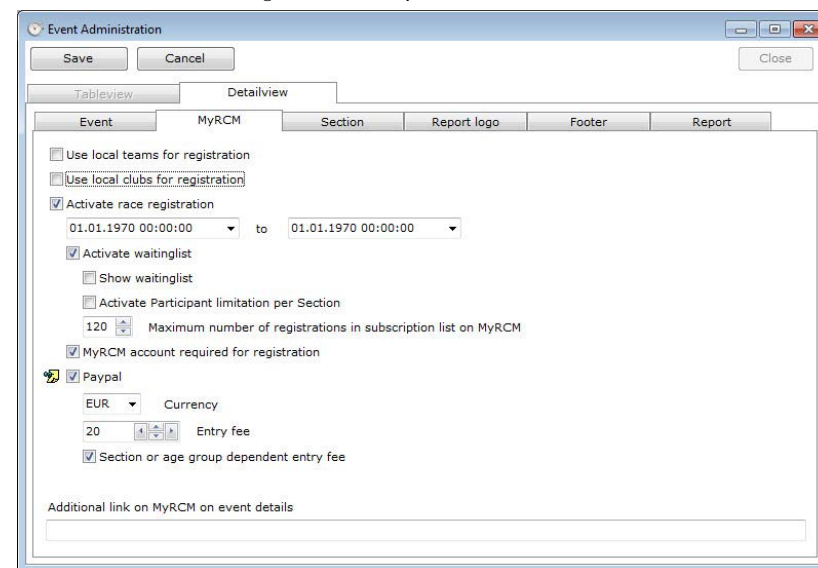 Event Administration
Save Cancel Close
Tableview Detailview
Event MyRCM Section Report logo Footer Report
Use local teams for registration
Use local clubs for registration
Activate race registration
01.01.1970 00:00:00 to 01.01.1970 00:00:00
Activate waitinglist
Show waitinglist
Activate Participant limitation per Section
120 Maximum number of registrations in subscription list on MyRCM
MyRCM account required for registration
Paypal
EUR Currency
20 Entry fee
Section or age group dependent entry fee
Additional link on MyRCM on event details